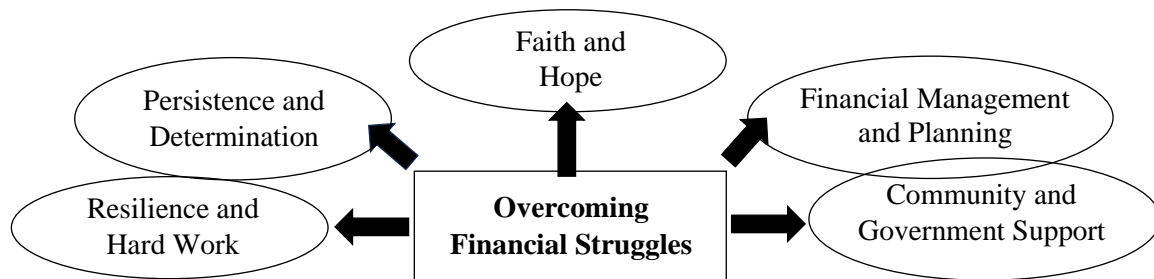 Faith and
Hope
Persistence and
Determination
Financial Management
and Planning
Resilience and
Hard Work
Overcoming
Financial Struggles
Community and
Government Support